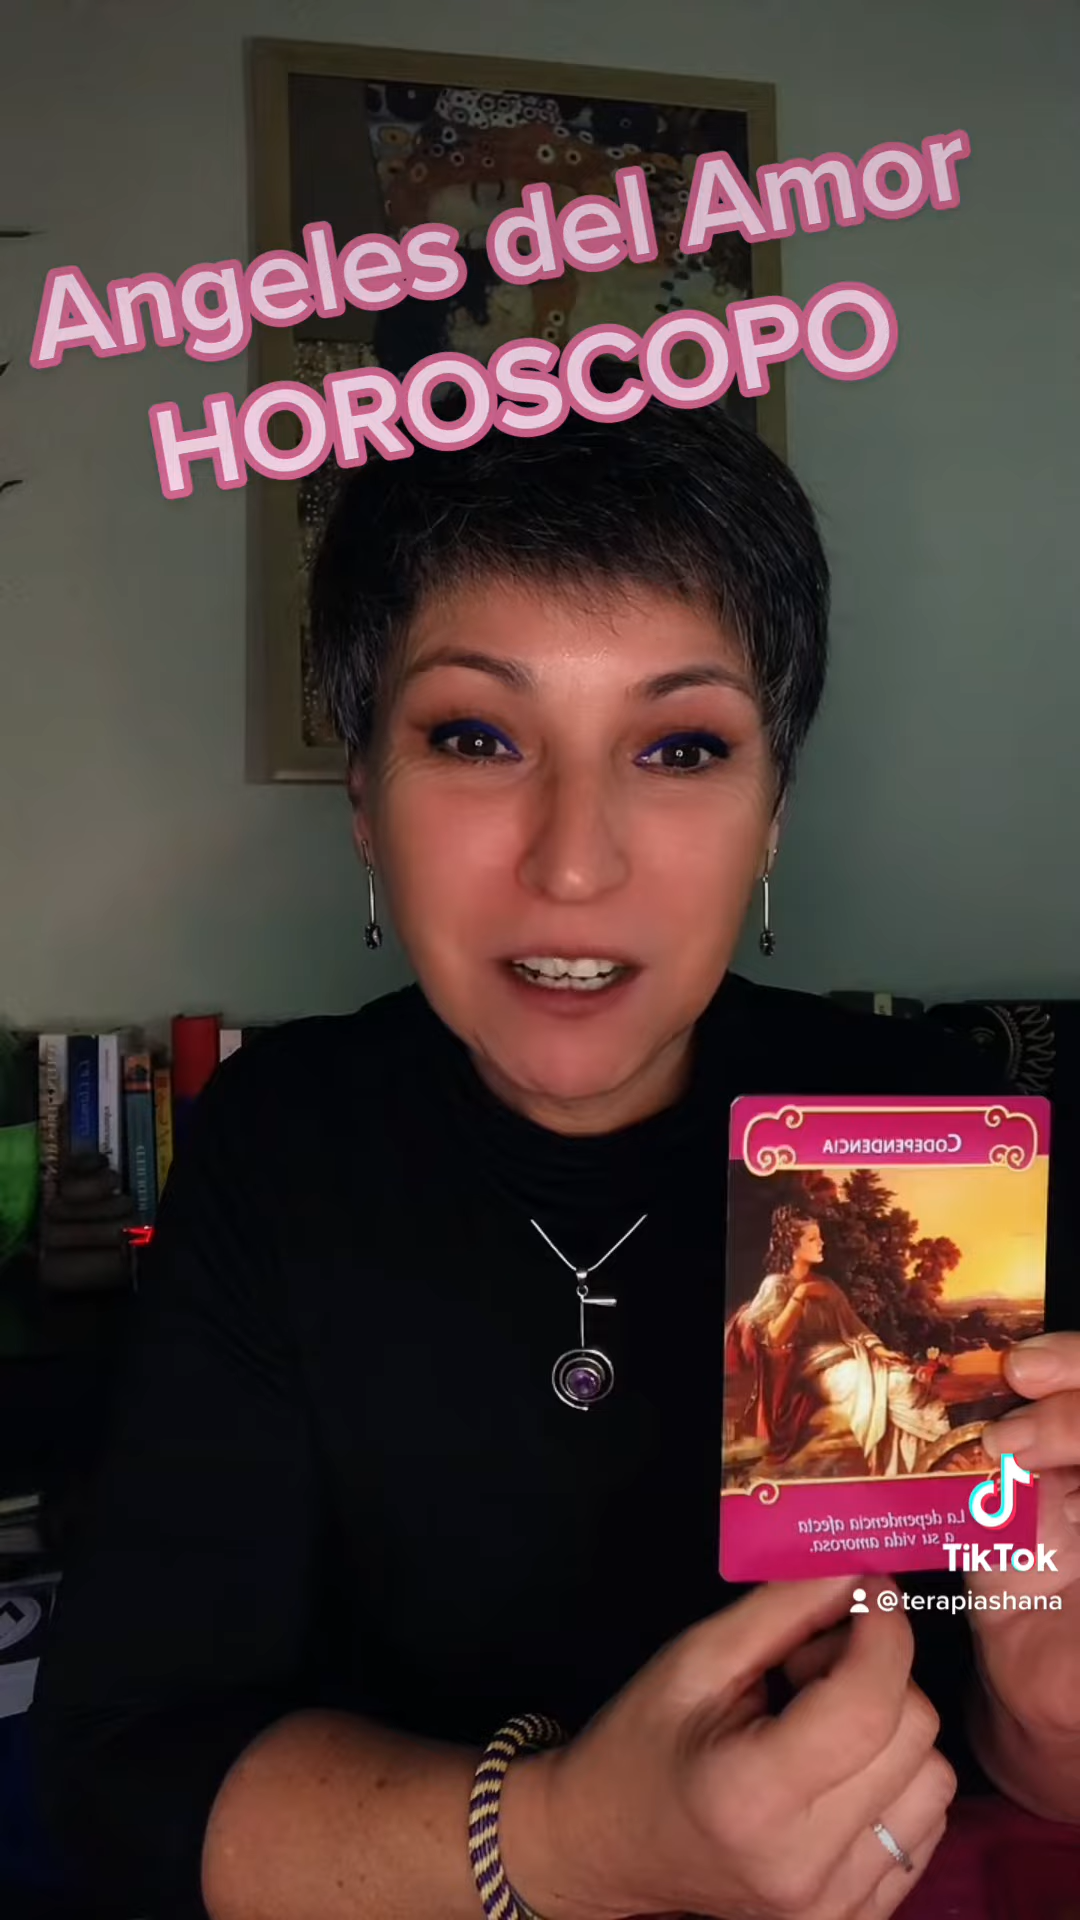 Angeles del Amor
HOROSCOPO
CODEPENDENCIA
La dependencia afecta
a su vida amorosa.
TikTok
@terapiashana